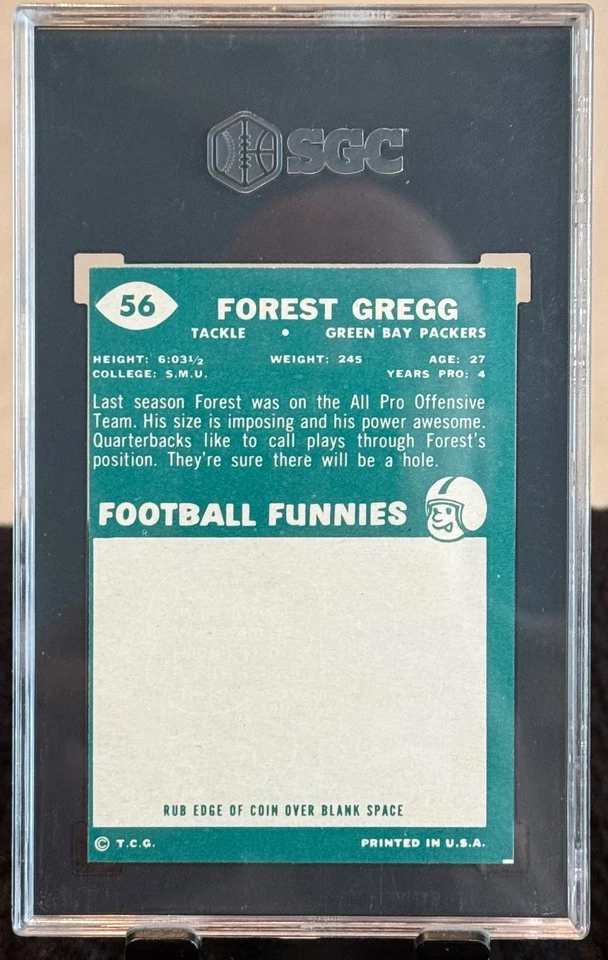 SGC
56
FOREST GREGG
TACKLE • GREEN BAY PACKERS
HEIGHT: 6:03½ WEIGHT: 245 AGE: 27
COLLEGE: S.M.U. YEARS PRO: 4
Last season Forest was on the All Pro Offensive
Team. His size is imposing and his power awesome.
Quarterbacks like to call plays through Forest's
position. They're sure there will be a hole.
FOOTBALL FUNNIES
RUB EDGE OF COIN OVER BLANK SPACE
© T.C.G. PRINTED IN U.S.A.